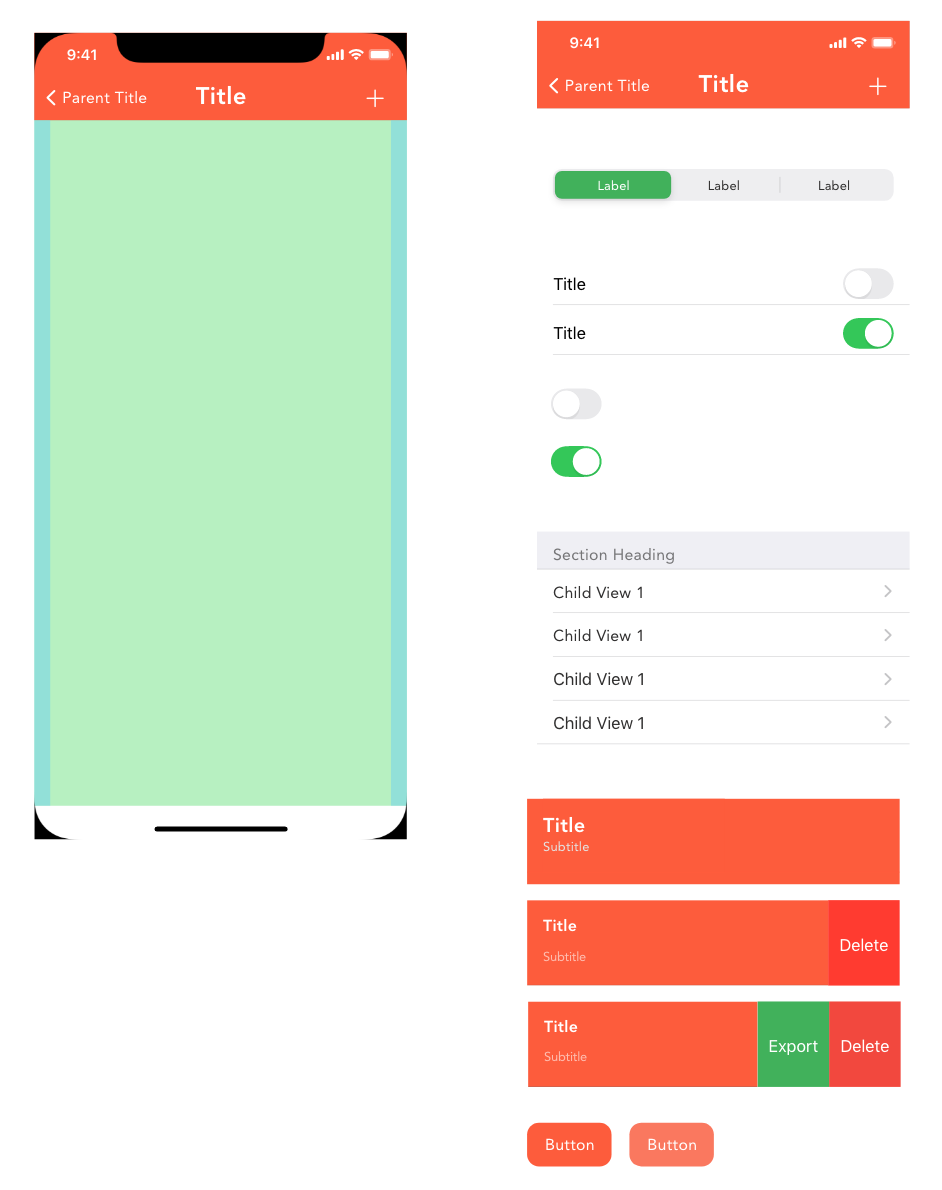 9:41
Parent Title Title
9:41
Parent Title Title
Label Label Label
Title
Title
Section Heading
Child View 1
Child View 1
Child View 1
Child View 1
Title
Subtitle
Title
Subtitle
Delete
Title
Subtitle
Export Delete
Button Button